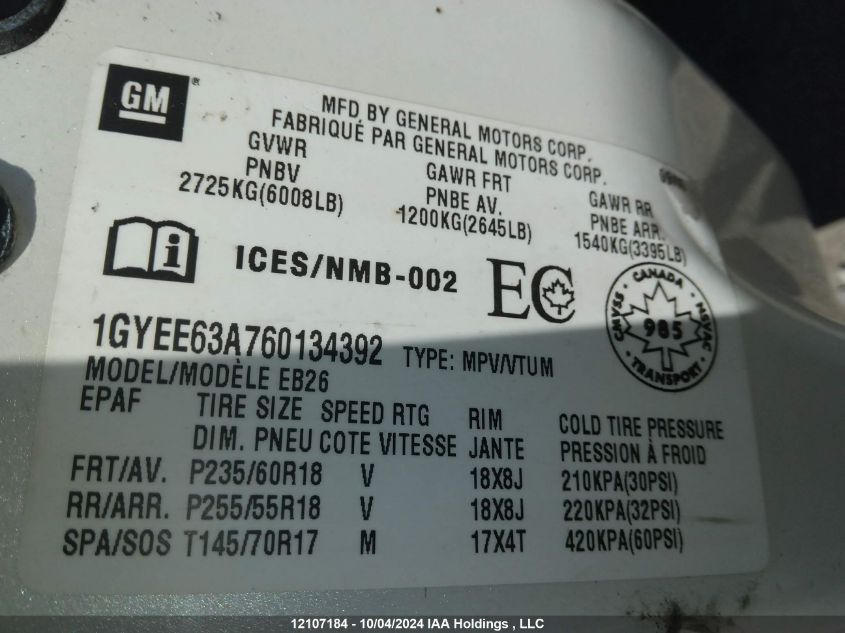 GM®
MFD BY GENERAL MOTORS CORP.
FABRIQUÉ PAR GENERAL MOTORS CORP.
GVWR GAWR FRT GAWR RR
PNBV PNBE AV. PNBE ARR.
2725KG(6008LB) 1200KG(2645LB) 1540KG(3395LB)
i ICES/NMB-002 EC
CANADA
CMVSS 985 NSVAC
TRANSPORT
1GYEE63A760134392 TYPE: MPV/VTUM
MODEL/MODÈLE EB26
EPAF TIRE SIZE SPEED RTG RIM COLD TIRE PRESSURE
DIM. PNEU COTE VITESSE JANTE PRESSION À FROID
FRT/AV. P235/60R18 V 18X8J 210KPA(30PSI)
RR/ARR. P255/55R18 V 18X8J 220KPA(32PSI)
SPA/SOS T145/70R17 M 17X4T 420KPA(60PSI)
12107184 - 10/04/2024 IAA Holdings , LLC